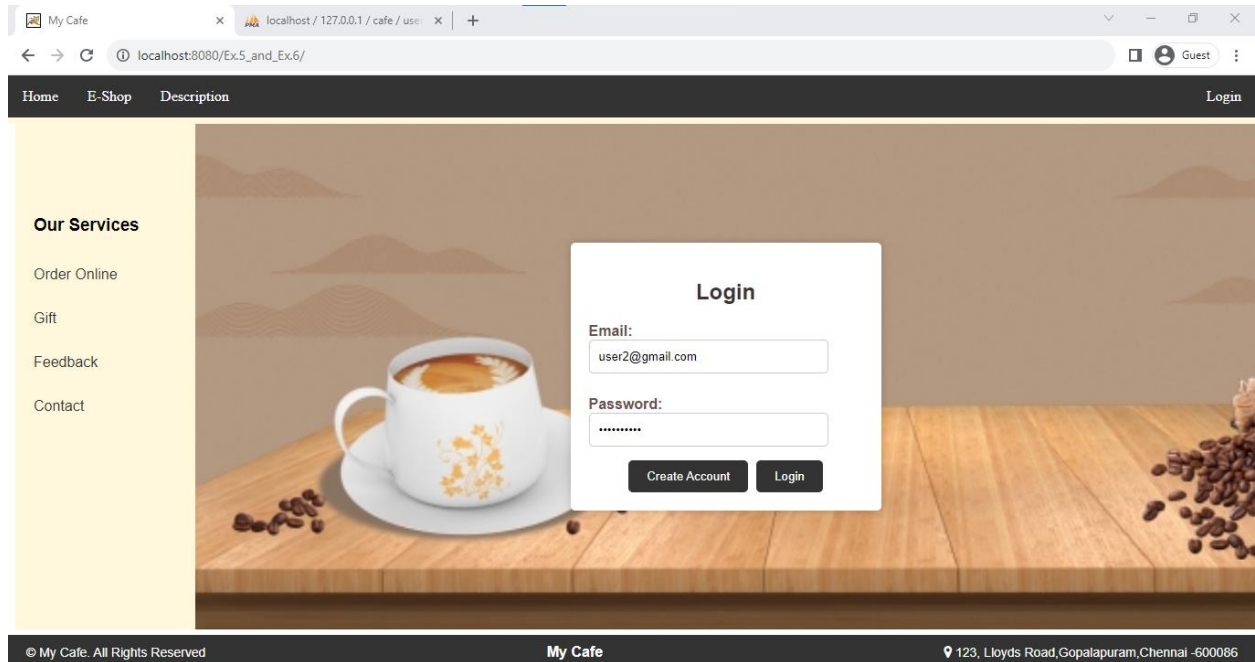 My Cafe
localhost / 127.0.0.1 / cafe / use
localhost:8080/Ex.5_and_Ex.6/
Guest
Home E-Shop Description Login
Our Services
Order Online
Gift
Feedback
Contact
Login
Email:
user2@gmail.com
Password:
••••••••••
Create Account Login
© My Cafe. All Rights Reserved My Cafe 123, Lloyds Road,Gopalapuram,Chennai -600086